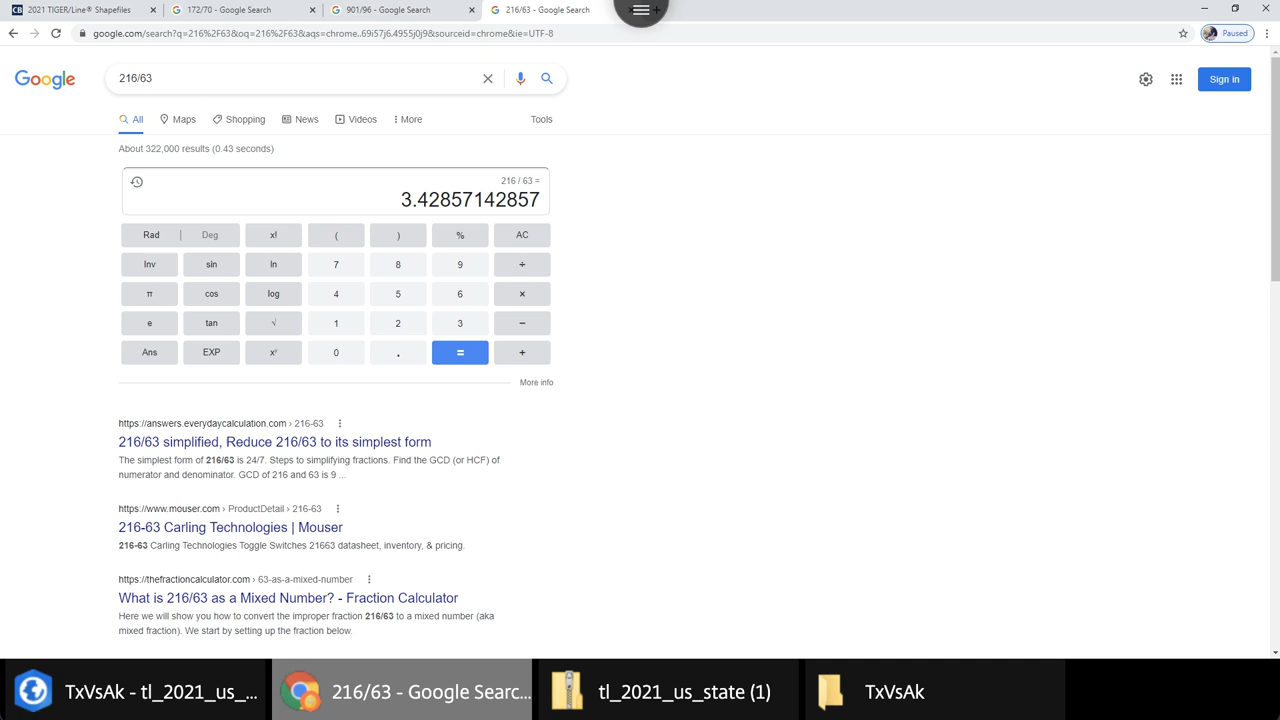 2021 TIGER/Line® Shapefiles
172/70 - Google Search
901/96 - Google Search
216/63 - Google Search
google.com/search?q=216%2F63&oq=216%2F63&aqs=chrome..69i57j6.4955j0j9&sourceid=chrome&ie=UTF-8
Paused
Google
216/63
Sign in
All
Maps
Shopping
News
Videos
More
Tools
About 322,000 results (0.43 seconds)
216 / 63 =
3.42857142857
Rad | Deg x! ( ) % AC
Inv sin ln 7 8 9 ÷
π cos log 4 5 6 ×
e tan √ 1 2 3 −
Ans EXP xʸ 0 . = +
More info
https://answers.everydaycalculation.com › 216-63
216/63 simplified, Reduce 216/63 to its simplest form
The simplest form of 216/63 is 24/7. Steps to simplifying fractions. Find the GCD (or HCF) of
numerator and denominator. GCD of 216 and 63 is 9 ...
https://www.mouser.com › ProductDetail › 216-63
216-63 Carling Technologies | Mouser
216-63 Carling Technologies Toggle Switches 21663 datasheet, inventory, & pricing.
https://thefractioncalculator.com › 63-as-a-mixed-number
What is 216/63 as a Mixed Number? - Fraction Calculator
Here we will show you how to convert the improper fraction 216/63 to a mixed number (aka
mixed fraction). We start by setting up the fraction below.
TxVsAk - tl_2021_us_...
216/63 - Google Searc...
tl_2021_us_state (1)
TxVsAk